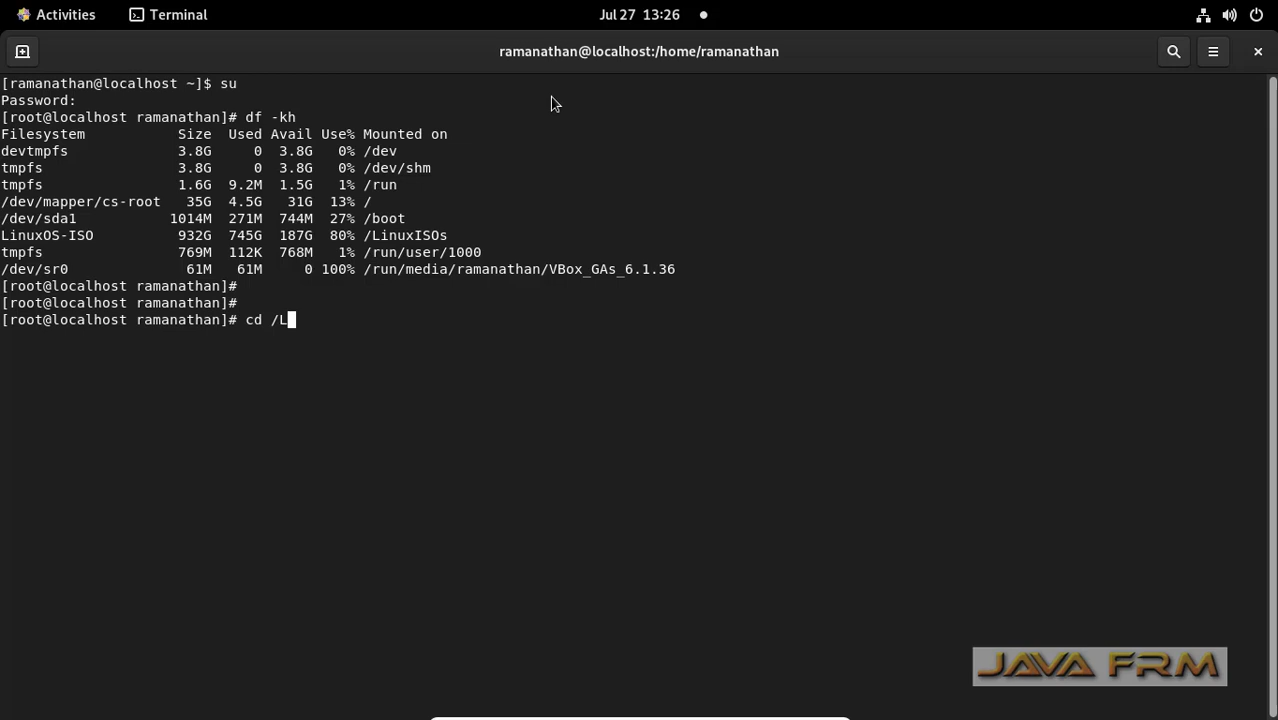 Activities Terminal Jul 27 13:26
ramanathan@localhost:/home/ramanathan
[ramanathan@localhost ~]$ su
Password:
[root@localhost ramanathan]# df -kh
Filesystem           Size  Used Avail Use% Mounted on
devtmpfs             3.8G     0  3.8G   0% /dev
tmpfs                3.8G     0  3.8G   0% /dev/shm
tmpfs                1.6G  9.2M  1.5G   1% /run
/dev/mapper/cs-root   35G  4.5G   31G  13% /
/dev/sda1           1014M  271M  744M  27% /boot
LinuxOS-ISO          932G  745G  187G  80% /LinuxISOs
tmpfs                769M  112K  768M   1% /run/user/1000
/dev/sr0              61M   61M     0 100% /run/media/ramanathan/VBox_GAs_6.1.36
[root@localhost ramanathan]#
[root@localhost ramanathan]#
[root@localhost ramanathan]# cd /L
JAVA FRM